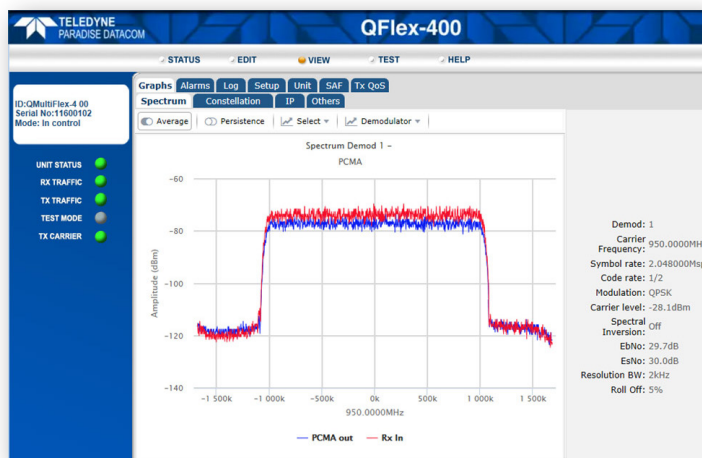 TELEDYNE
PARADISE DATACOM
QFlex-400
STATUS EDIT VIEW TEST HELP
Graphs Alarms Log Setup Unit SAF Tx QoS
Spectrum Constellation IP Others
ID:QMultiFlex-4 00
Serial No:11600102
Mode: In control
UNIT STATUS
RX TRAFFIC
TX TRAFFIC
TEST MODE
TX CARRIER
Average Persistence Select Demodulator
Spectrum Demod 1 -
PCMA
Amplitude (dBm)
-60
-80
-100
-120
-140
-1 500k -1 000k -500k 0k 500k 1 000k 1 500k
950.0000MHz
PCMA out Rx In
Demod: 1
Carrier
Frequency: 950.0000MH
Symbol rate: 2.048000Msp
Code rate: 1/2
Modulation: QPSK
Carrier level: -28.1dBm
Spectral
Inversion: Off
EbNo: 29.7dB
EsNo: 30.0dB
Resolution BW: 2kHz
Roll Off: 5%